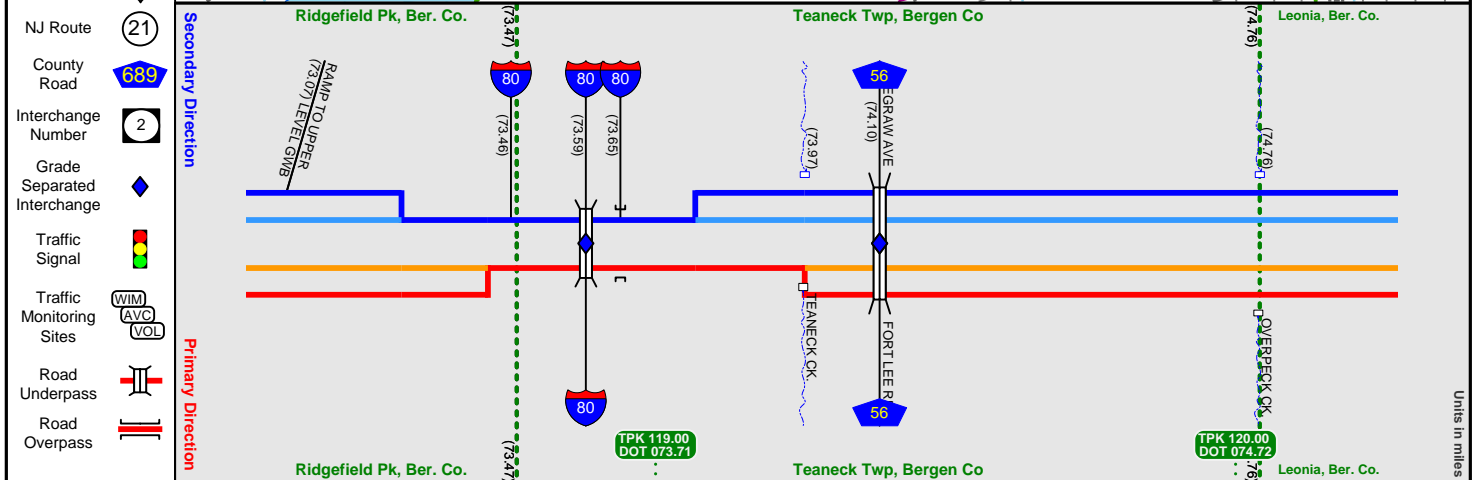 NJ Route
21
County
Road
689
Interchange
Number
2
Grade
Separated
Interchange
Traffic
Signal
Traffic
Monitoring
Sites
WIM
AVC
VOL
Road
Underpass
Road
Overpass
Secondary Direction
Primary Direction
Ridgefield Pk, Ber. Co.
(73.47)
Teaneck Twp, Bergen Co
(74.76)
Leonia, Ber. Co.
RAMP TO UPPER
(73.07) LEVEL GWB
80
(73.46)
80
(73.59)
80
(73.65)
(73.97)
56
EGRAW AVE
(74.10)
(74.76)
TEANECK CK
FORT LEE R
OVERPECK CK
80
56
TPK 119.00
DOT 073.71
TPK 120.00
DOT 074.72
Ridgefield Pk, Ber. Co.
(73.47)
Teaneck Twp, Bergen Co
.76)
Leonia, Ber. Co.
Units in miles